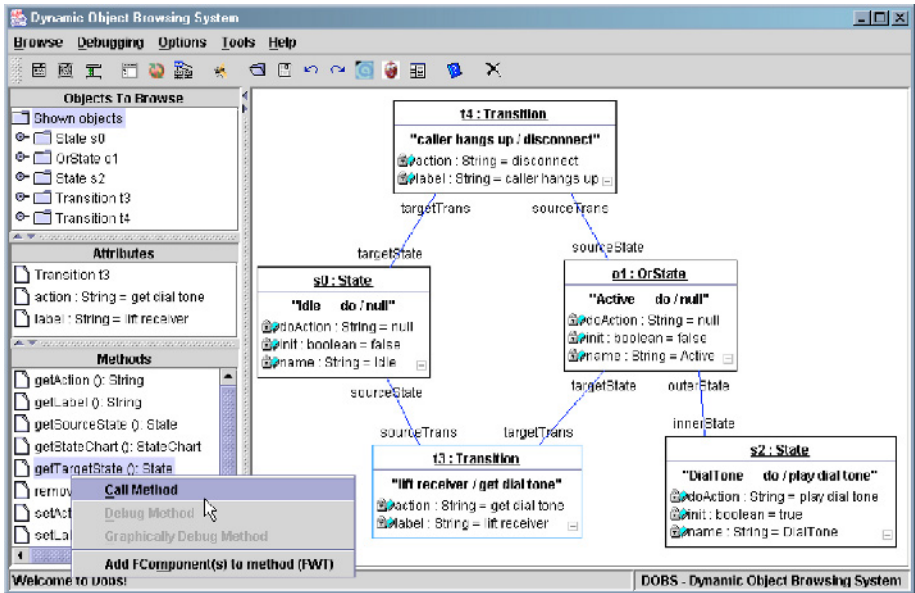 Dynamic Object Browsing System
Browse Debugging Options Tools Help
Objects To Browse
Shown objects
State s0
OrState o1
State s2
Transition t3
Transition t4
Attributes
Transition t3
action : String = get dial tone
label : String = lift receiver
Methods
getAction (): String
getLabel (): String
getSourceState (): State
getStateChart (): StateChart
getTargetState (): State
remov
setAct
setLal
Call Method
Debug Method
Graphically Debug Method
Add FComponent(s) to method (FWT)
t4 : Transition
"caller hangs up / disconnect"
action : String = disconnect
label : String = caller hangs up
targetTrans sourceTrans
targetState sourceState
s0 : State
"Idle do / null"
doAction : String = null
init : boolean = false
name : String = Idle
o1 : OrState
"Active do / null"
doAction : String = null
init : boolean = false
name : String = Active
sourceState targetState outerState
sourceTrans targetTrans innerState
t3 : Transition
"lift receiver / get dial tone"
action : String = get dial tone
label : String = lift receiver
s2 : State
"DialTone do / play dial tone"
doAction : String = play dial tone
init : boolean = true
name : String = DialTone
Welcome to Dobs!
DOBS - Dynamic Object Browsing System